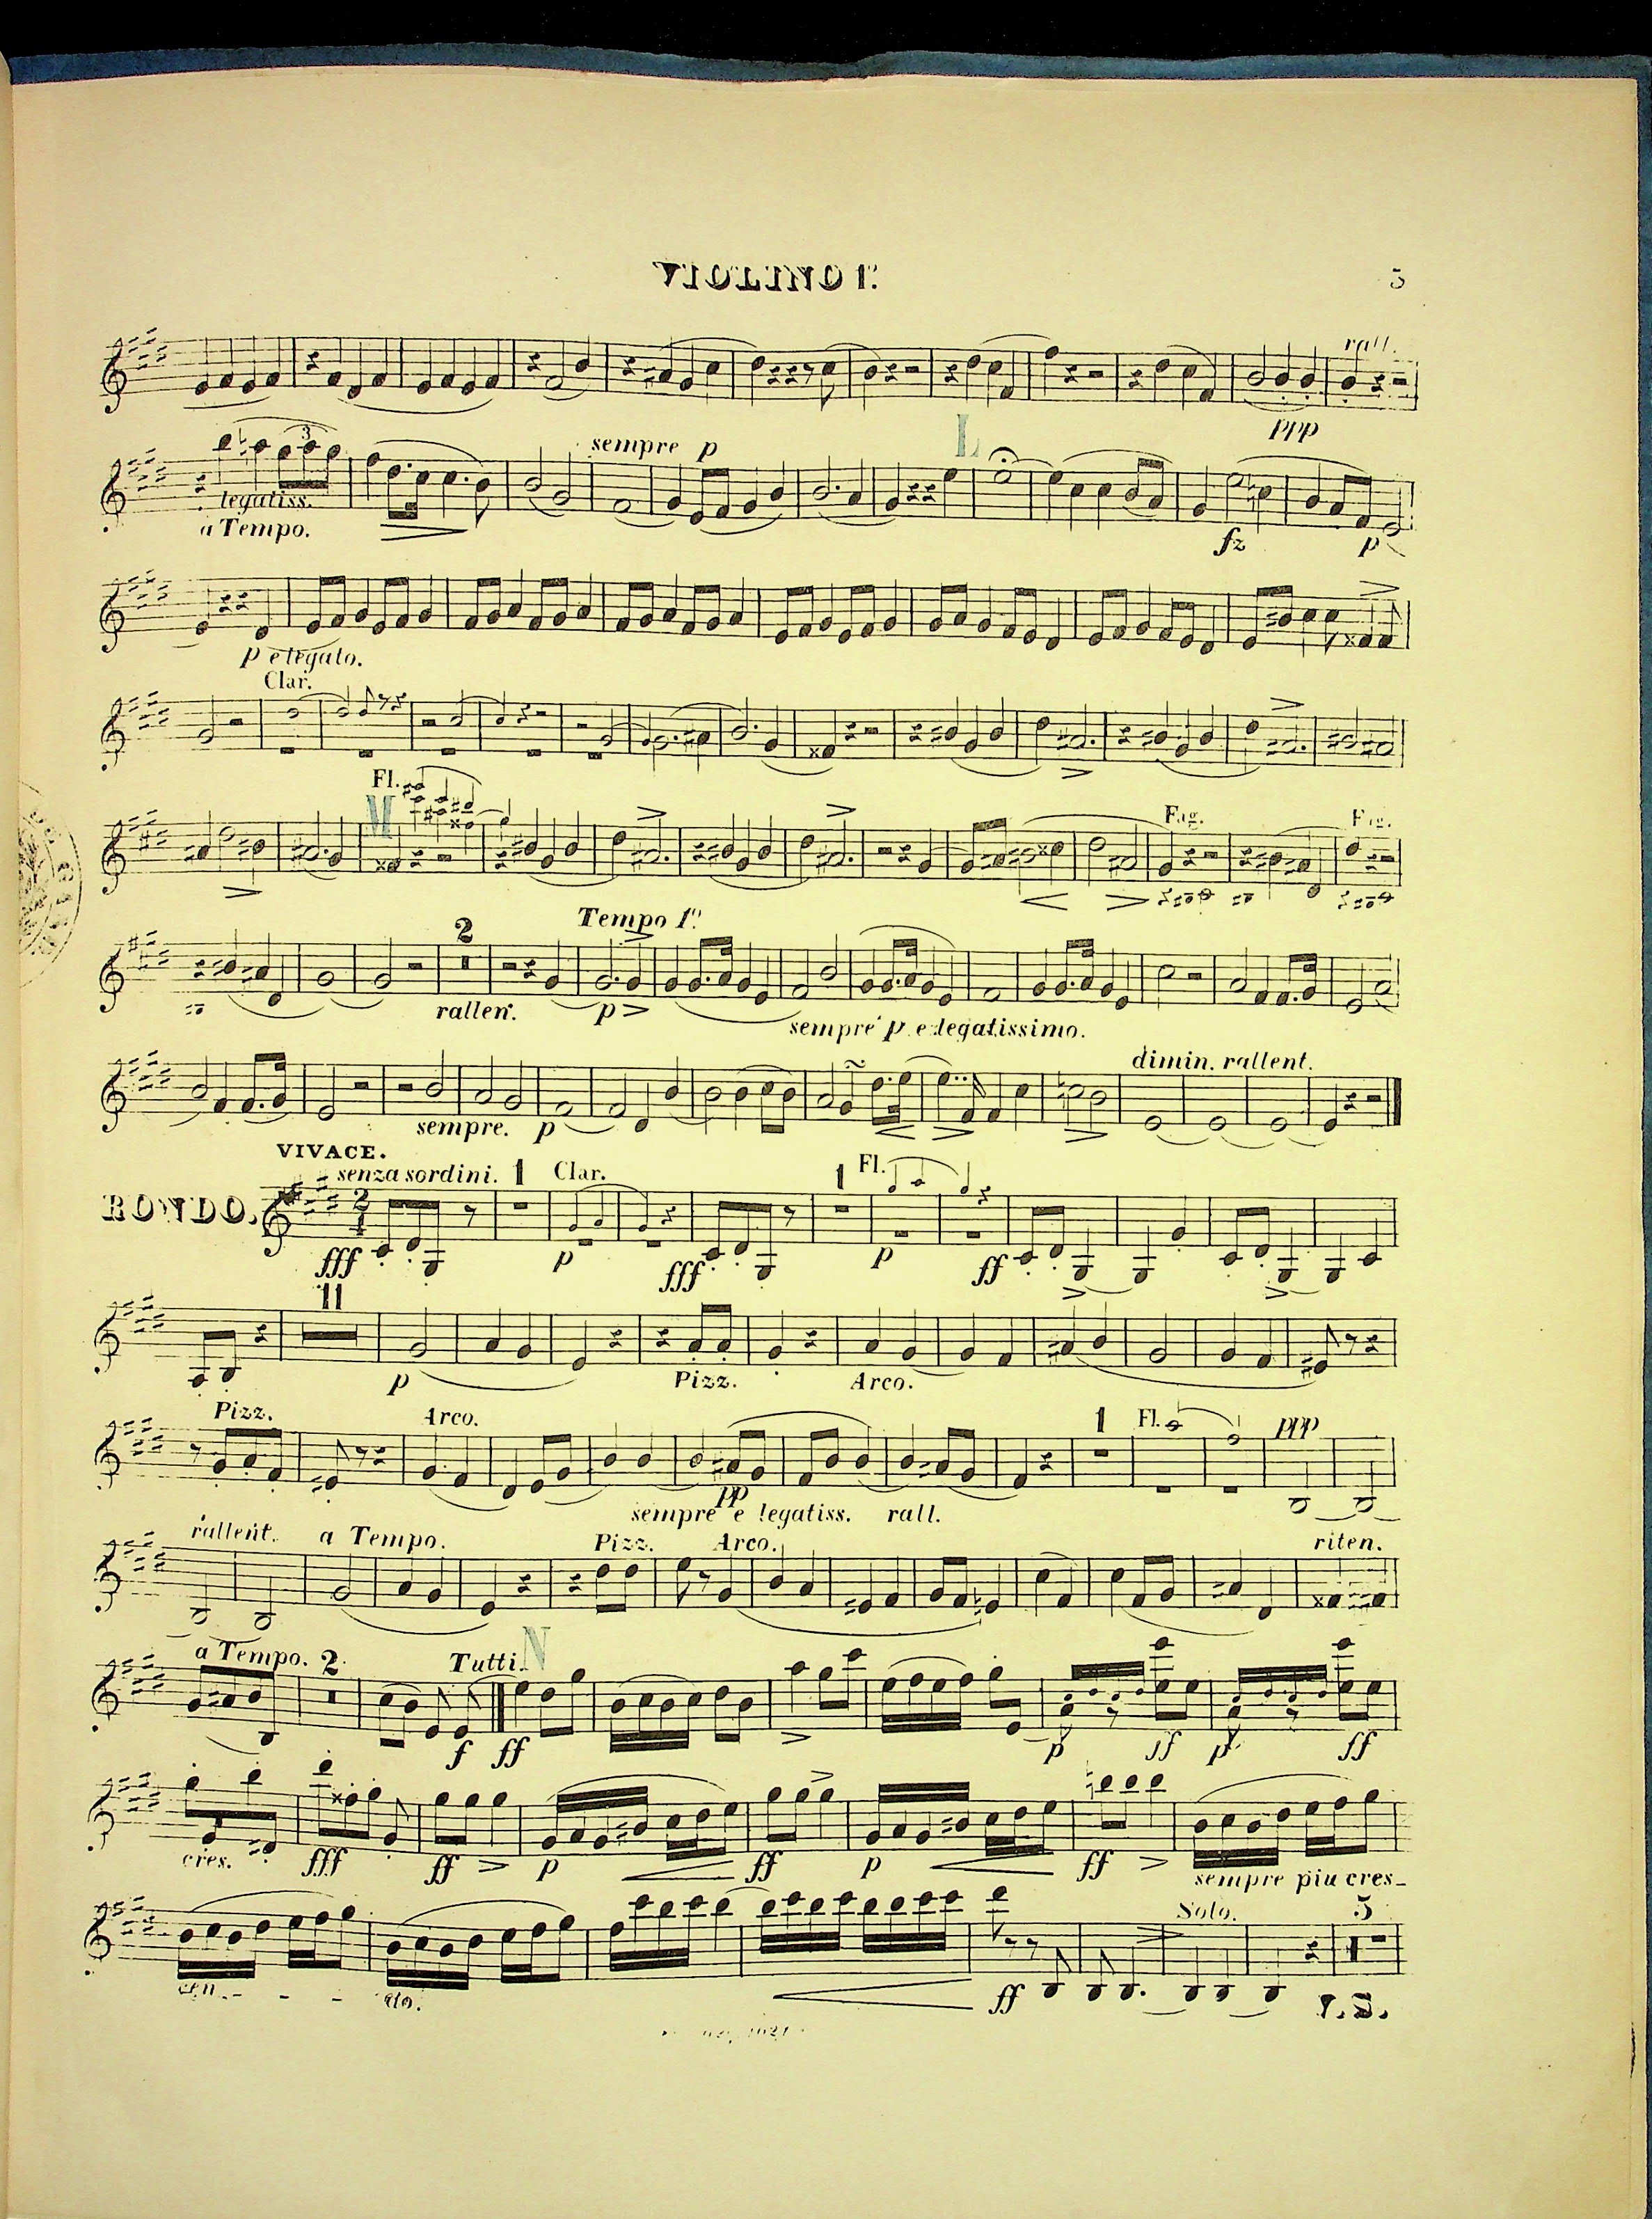 VIOLINO 1º.
5
rall.
ppp
sempre p
L
3
legatiss.
a Tempo.
fz
p
p e legato.
Clar.
Fl.
M
Fag.
Fag.
2
Tempo 1º.
rallen.
p
sempre p e legatissimo.
dimin. rallent.
sempre. p
VIVACE.
senza sordini.
1
Clar.
1
Fl.
RONDO.
2
4
fff
p
fff
p
ff
11
p
Pizz.
Arco.
Pizz.
Arco.
1
Fl.
ppp
pp
sempre e legatiss.
rall.
rallent.
a Tempo.
Pizz.
Arco.
riten.
a Tempo.
2
Tutti.
N
f
ff
p
ff
p
ff
cres.
fff
ff
p
ff
p
ff
sempre piu cres_
Solo.
5
cen - - - do.
ff
V. S.